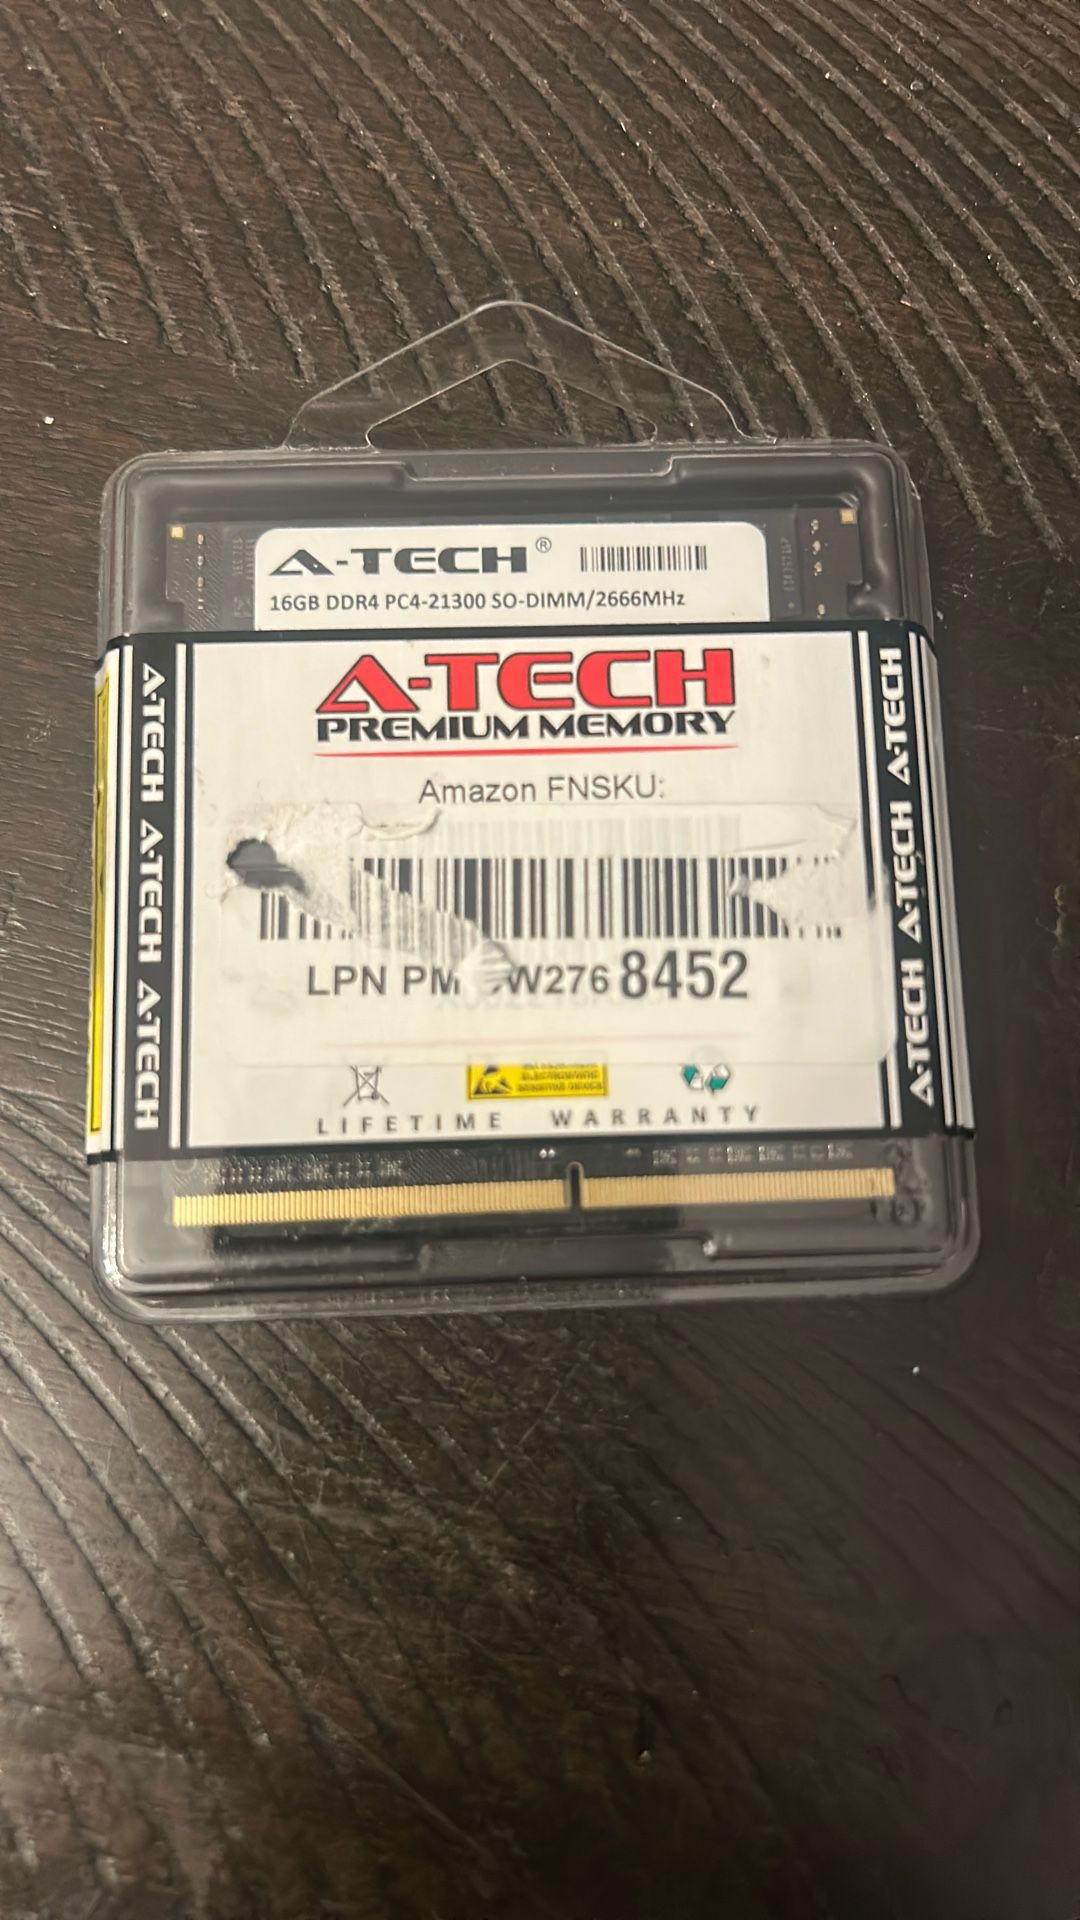 A-TECH®
16GB DDR4 PC4-21300 SO-DIMM/2666MHz
A-TECH
PREMIUM MEMORY
Amazon FNSKU:
LPN PM W276 8452
LIFETIME WARRANTY
A-TECH A-TECH A-TECH
A-TECH A-TECH A-TECH